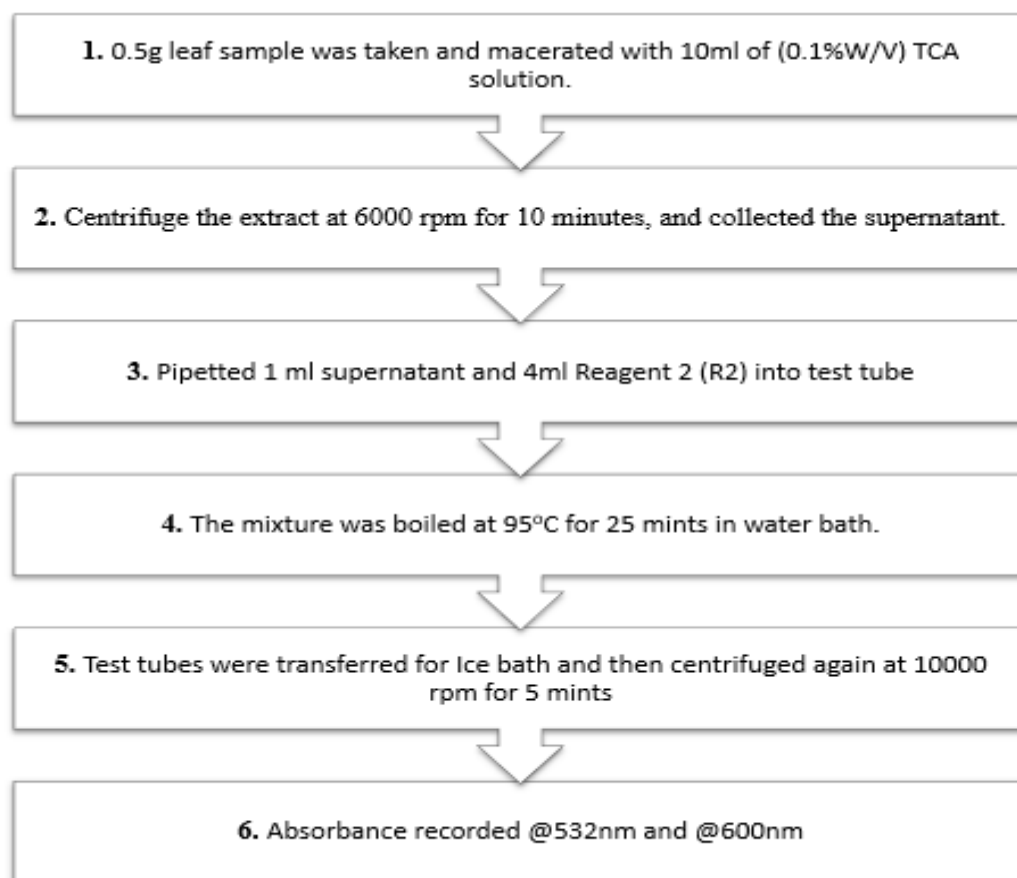 1. 0.5g leaf sample was taken and macerated with 10ml of (0.1%W/V) TCA
solution.
2. Centrifuge the extract at 6000 rpm for 10 minutes, and collected the supernatant.
3. Pipetted 1 ml supernatant and 4ml Reagent 2 (R2) into test tube
4. The mixture was boiled at 95°C for 25 mints in water bath.
5. Test tubes were transferred for Ice bath and then centrifuged again at 10000
rpm for 5 mints
6. Absorbance recorded @532nm and @600nm